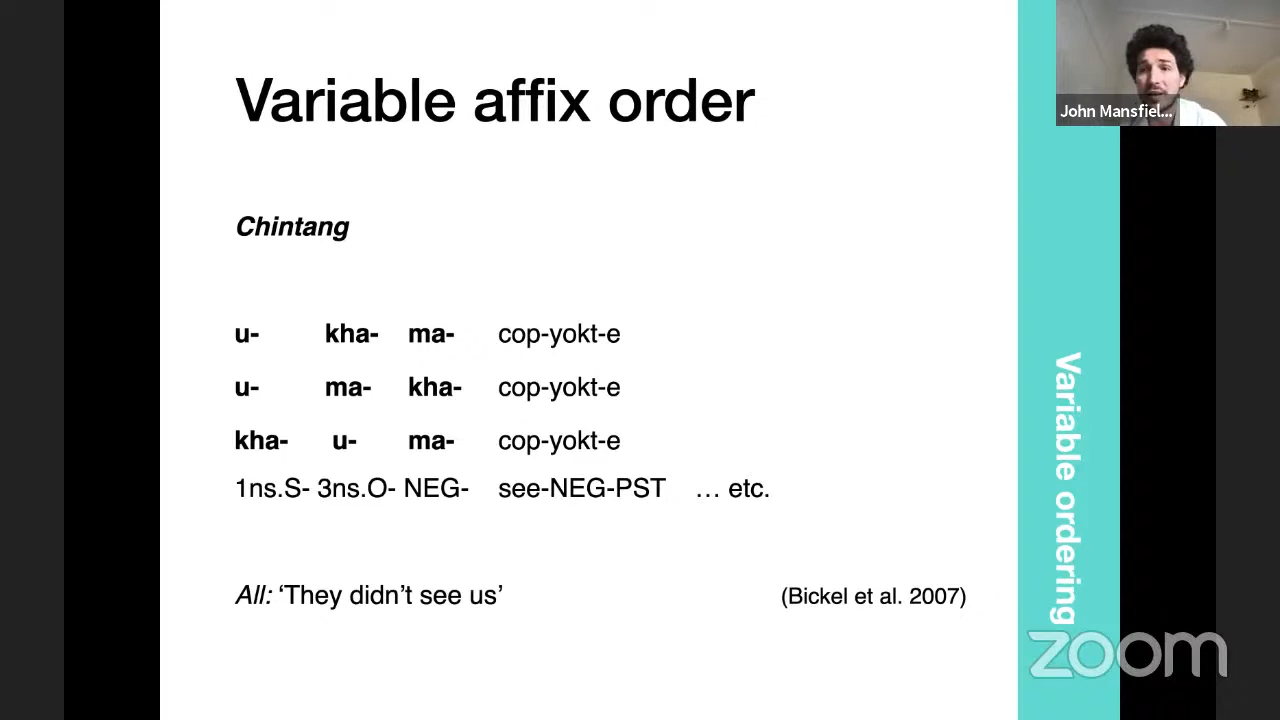 Variable affix order
John Mansfiel...
Chintang
u- kha- ma- cop-yokt-e
u- ma- kha- cop-yokt-e
kha- u- ma- cop-yokt-e
1ns.S- 3ns.O- NEG- see-NEG-PST … etc.
All: ‘They didn’t see us’ (Bickel et al. 2007)
Variable ordering
zoom